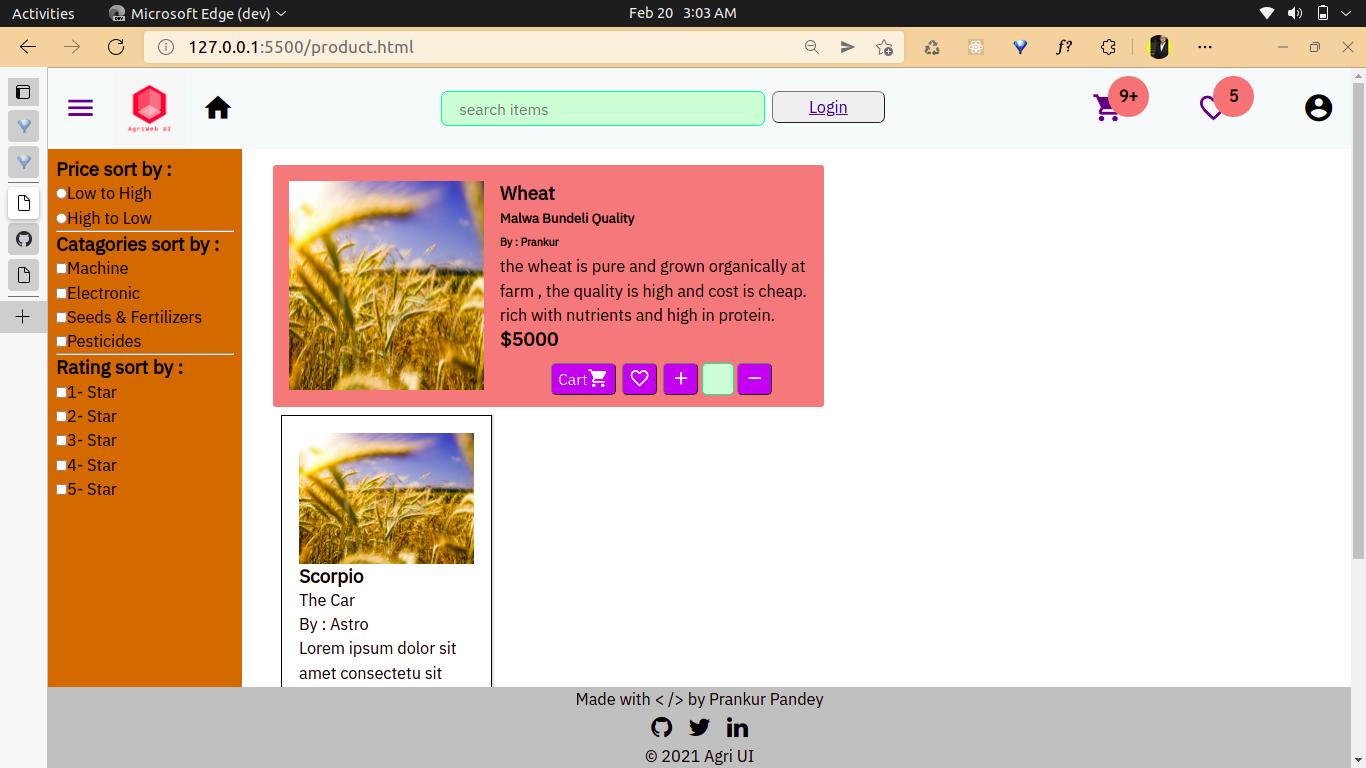 Activities
Microsoft Edge (dev)
Feb 20 3:03 AM
127.0.0.1:5500/product.html
f?
AgriWeb UI
search items
Login
9+
5
Price sort by :
Low to High
High to Low
Catagories sort by :
Machine
Electronic
Seeds & Fertilizers
Pesticides
Rating sort by :
1- Star
2- Star
3- Star
4- Star
5- Star
Wheat
Malwa Bundeli Quality
By : Prankur
the wheat is pure and grown organically at
farm , the quality is high and cost is cheap.
rich with nutrients and high in protein.
$5000
Cart
Scorpio
The Car
By : Astro
Lorem ipsum dolor sit
amet consectetu sit
Made with < /> by Prankur Pandey
© 2021 Agri UI